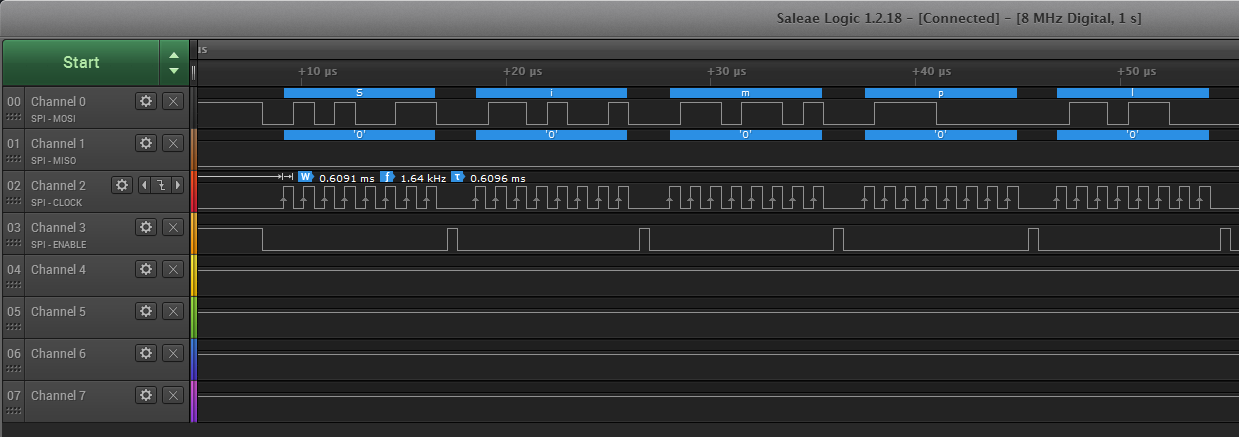 Saleae Logic 1.2.18 - [Connected] - [8 MHz Digital, 1 s]
Start
µs
+10 µs +20 µs +30 µs +40 µs +50 µs
00 Channel 0
SPI - MOSI
S i m p l
01 Channel 1
SPI - MISO
'0' '0' '0' '0' '0'
02 Channel 2
SPI - CLOCK
W 0.6091 ms f 1.64 kHz T 0.6096 ms
03 Channel 3
SPI - ENABLE
04 Channel 4
05 Channel 5
06 Channel 6
07 Channel 7